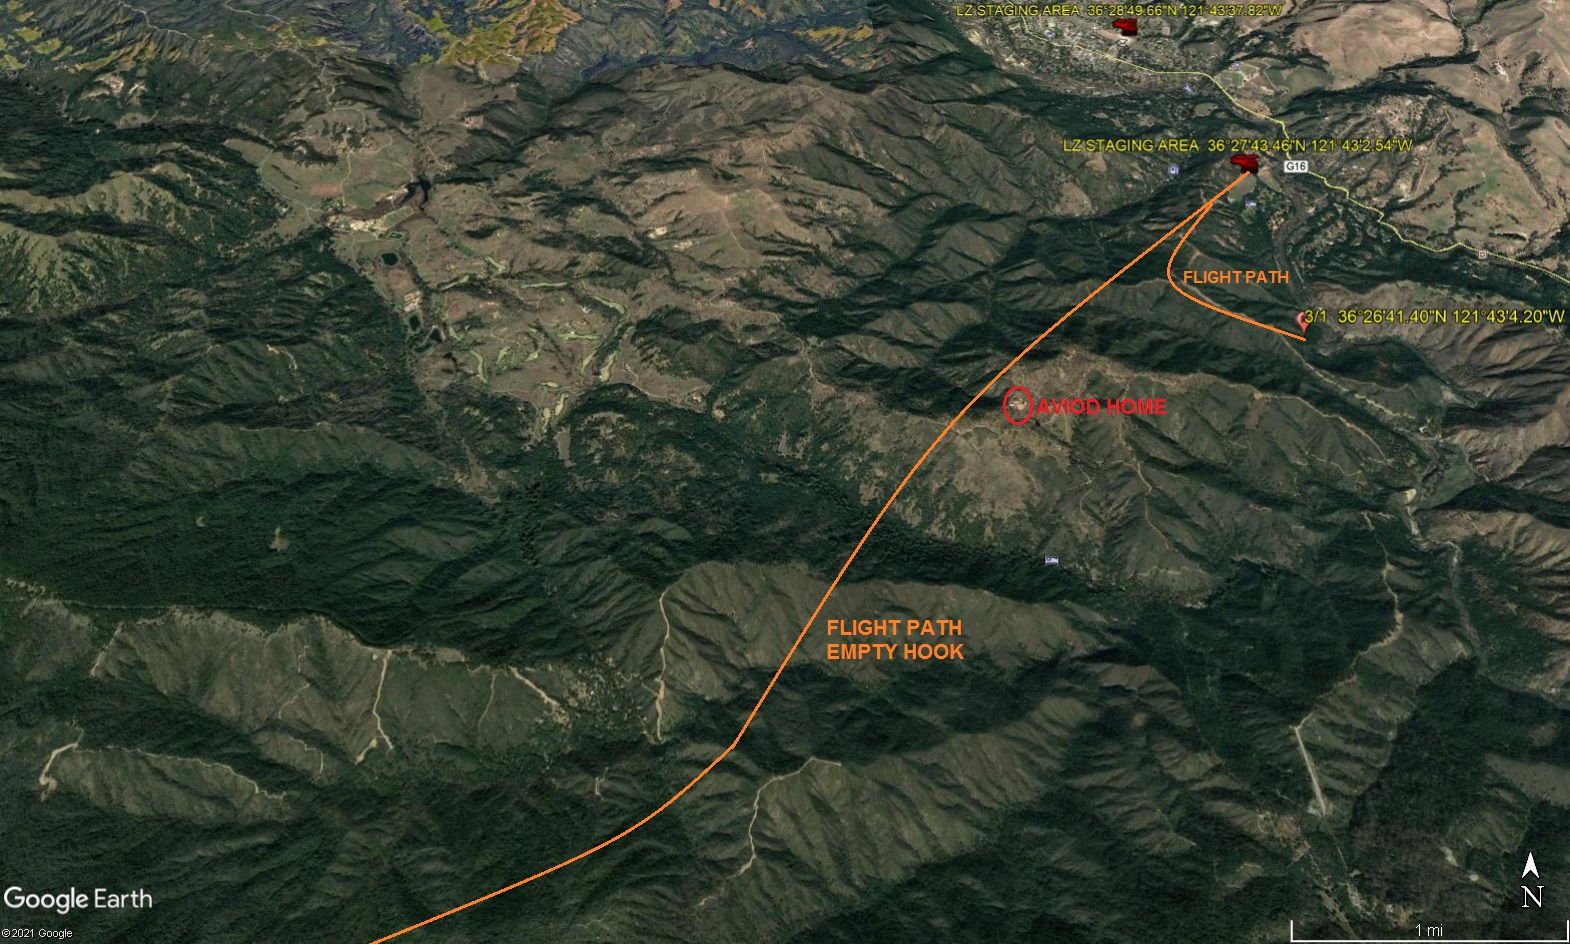 LZ STAGING AREA  36°28'49.66"N 121°43'37.82"W
LZ STAGING AREA  36°27'43.46"N 121°43'2.54"W
G16
FLIGHT PATH
3/1  36°26'41.40"N 121°43'4.20"W
AVIOD HOME
FLIGHT PATH
EMPTY HOOK
Google Earth
©2021 Google
N
1 mi